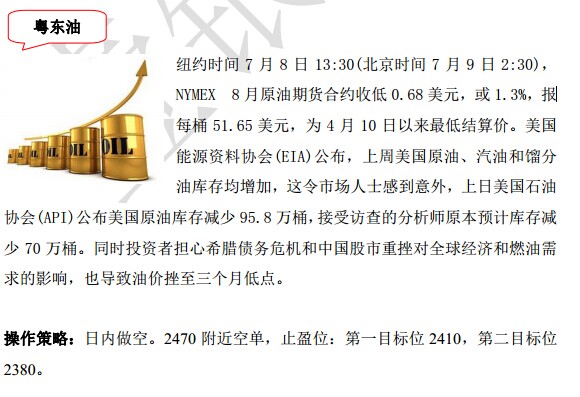 粤东油
纽约时间 7 月 8 日 13:30(北京时间 7 月 9 日 2:30)，
NYMEX 8 月原油期货合约收低 0.68 美元，或 1.3%，报
每桶 51.65 美元，为 4 月 10 日以来最低结算价。美国
能源资料协会(EIA)公布，上周美国原油、汽油和馏分
油库存均增加，这令市场人士感到意外，上日美国石油
协会(API)公布美国原油库存减少 95.8 万桶，接受访查的分析师原本预计库存减
少 70 万桶。同时投资者担心希腊债务危机和中国股市重挫对全球经济和燃油需
求的影响，也导致油价挫至三个月低点。
操作策略：日内做空。2470 附近空单，止盈位：第一目标位 2410，第二目标位
2380。
OIL
OIL
OIL